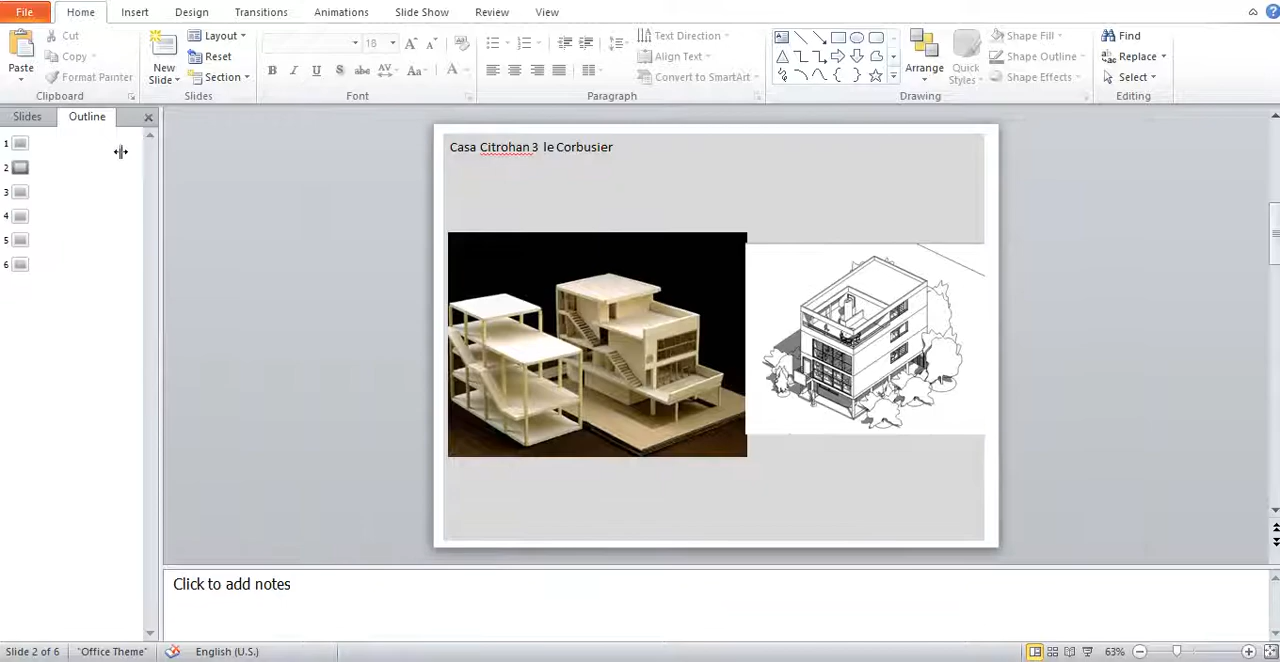 File Home Insert Design Transitions Animations Slide Show Review View
Paste
Cut
Copy
Format Painter
Clipboard
New Slide
Layout
Reset
Section
Slides
18
B I U S abc AV Aa A
Font
Text Direction
Align Text
Convert to SmartArt
Paragraph
Arrange
Quick Styles
Shape Fill
Shape Outline
Shape Effects
Drawing
Find
Replace
Select
Editing
Slides Outline
1
2
3
4
5
6
Casa Citrohan 3 le Corbusier
Click to add notes
Slide 2 of 6 "Office Theme" English (U.S.) 63%